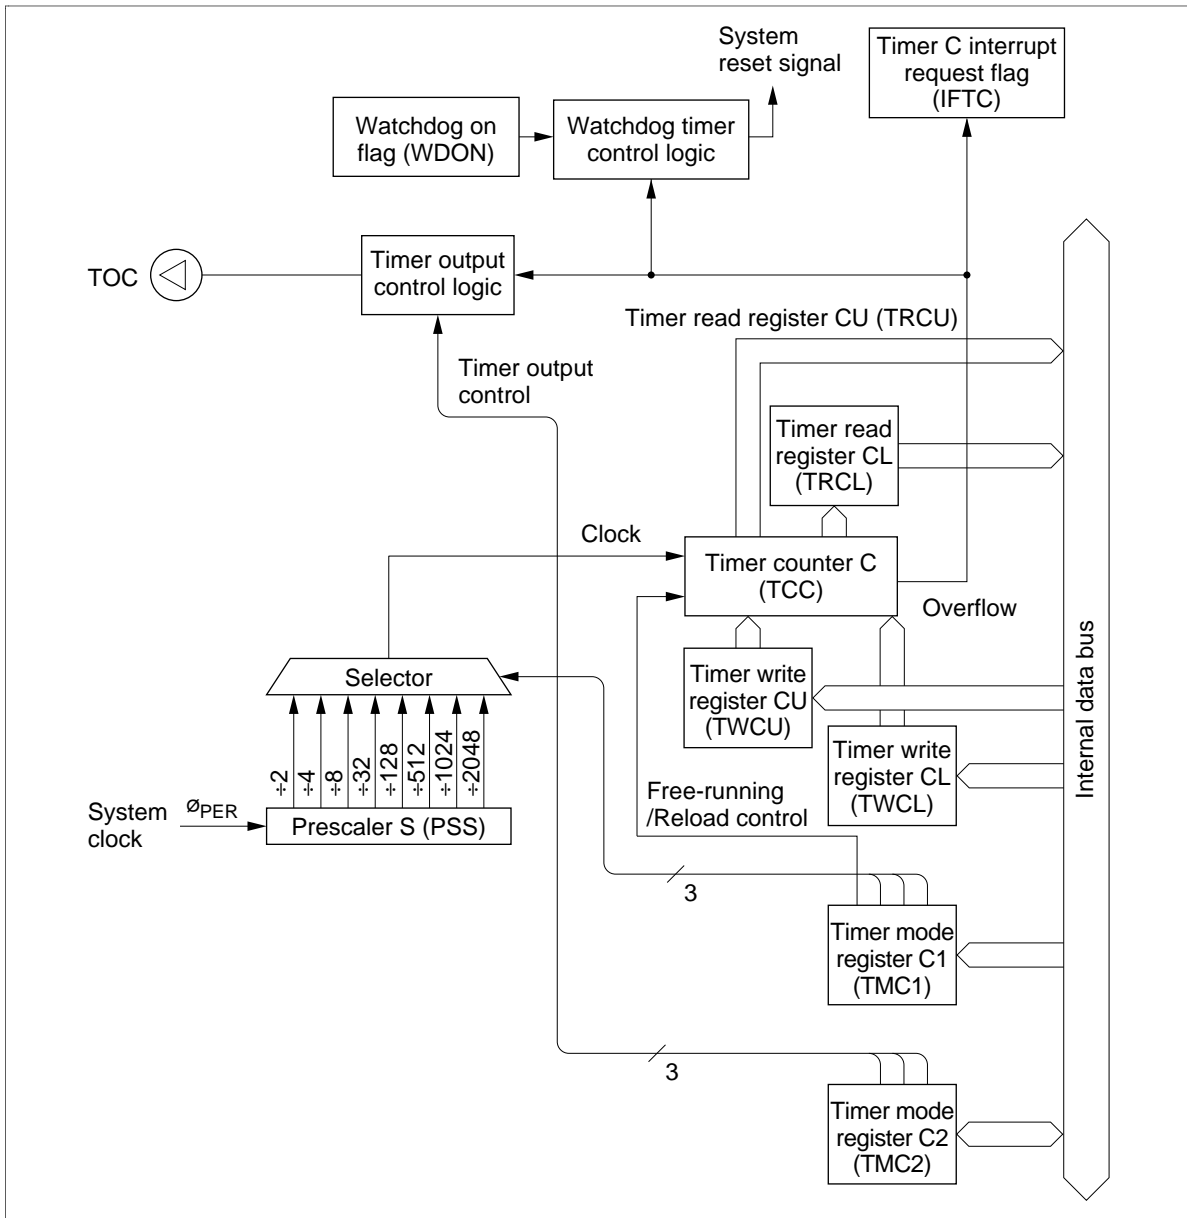 System
reset signal
Timer C interrupt
request flag
(IFTC)
Watchdog on
flag (WDON)
Watchdog timer
control logic
TOC
Timer output
control logic
Timer read register CU (TRCU)
Timer output
control
Timer read
register CL
(TRCL)
Clock
Timer counter C
(TCC)
Overflow
Internal data bus
Selector
Timer write
register CU
(TWCU)
÷2
÷4
÷8
÷32
÷128
÷512
÷1024
÷2048
Timer write
register CL
(TWCL)
System
clock
øPER
Prescaler S (PSS)
Free-running
/Reload control
3
Timer mode
register C1
(TMC1)
3
Timer mode
register C2
(TMC2)